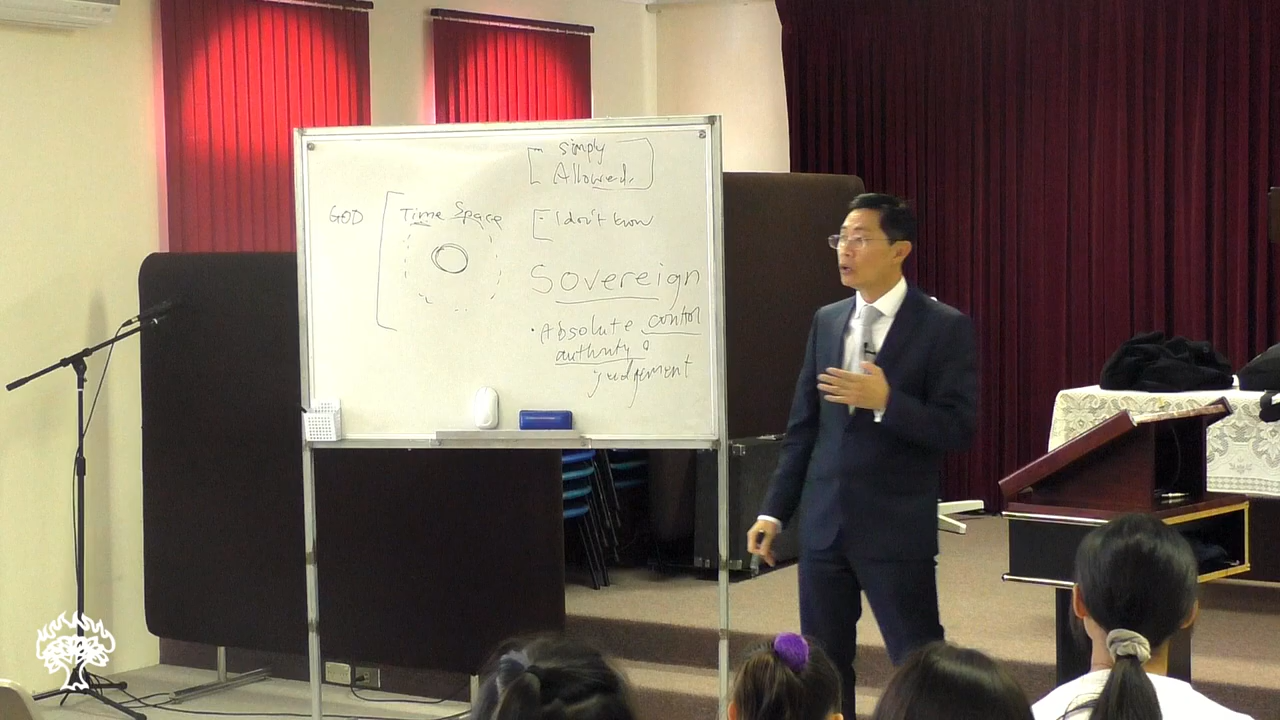 simply
Allowed.
GOD
Time Space
I don't know
Sovereign
• Absolute control
authority
judgement